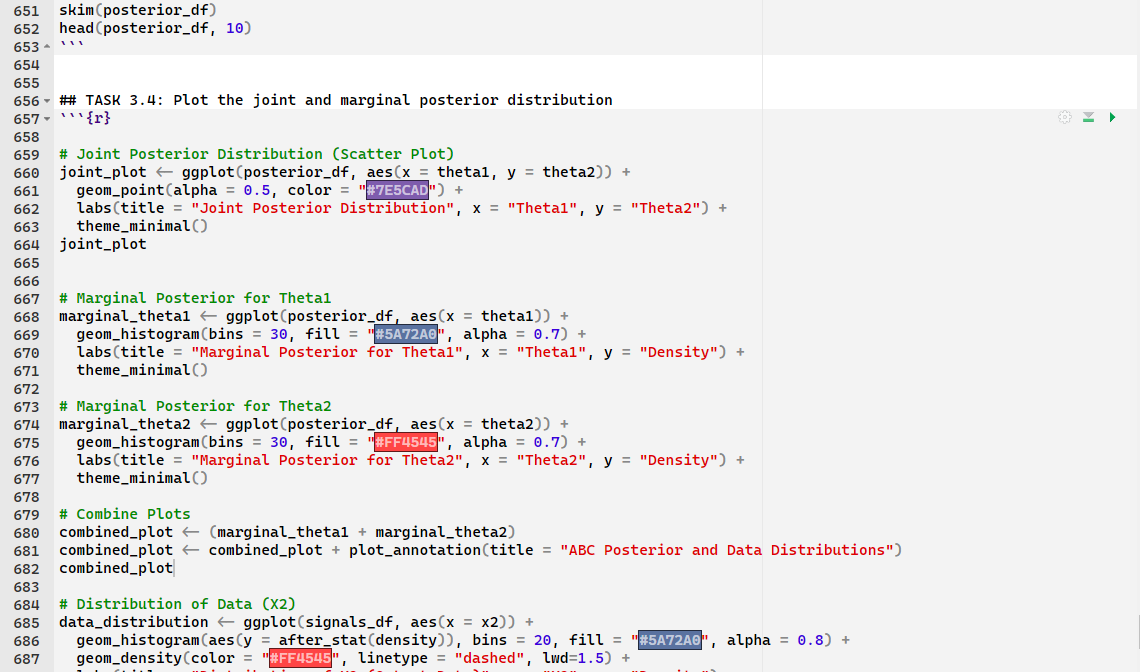 651 skim(posterior_df)
652 head(posterior_df, 10)
653 ```
654
655
656 ## TASK 3.4: Plot the joint and marginal posterior distribution
657 ```{r}
658
659 # Joint Posterior Distribution (Scatter Plot)
660 joint_plot <- ggplot(posterior_df, aes(x = theta1, y = theta2)) +
661   geom_point(alpha = 0.5, color = "#7E5CAD") +
662   labs(title = "Joint Posterior Distribution", x = "Theta1", y = "Theta2") +
663   theme_minimal()
664 joint_plot
665
666
667 # Marginal Posterior for Theta1
668 marginal_theta1 <- ggplot(posterior_df, aes(x = theta1)) +
669   geom_histogram(bins = 30, fill = "#5A72A0", alpha = 0.7) +
670   labs(title = "Marginal Posterior for Theta1", x = "Theta1", y = "Density") +
671   theme_minimal()
672
673 # Marginal Posterior for Theta2
674 marginal_theta2 <- ggplot(posterior_df, aes(x = theta2)) +
675   geom_histogram(bins = 30, fill = "#FF4545", alpha = 0.7) +
676   labs(title = "Marginal Posterior for Theta2", x = "Theta2", y = "Density") +
677   theme_minimal()
678
679 # Combine Plots
680 combined_plot <- (marginal_theta1 + marginal_theta2)
681 combined_plot <- combined_plot + plot_annotation(title = "ABC Posterior and Data Distributions")
682 combined_plot
683
684 # Distribution of Data (X2)
685 data_distribution <- ggplot(signals_df, aes(x = x2)) +
686   geom_histogram(aes(y = after_stat(density)), bins = 20, fill = "#5A72A0", alpha = 0.8) +
687   geom_density(color = "#FF4545", linetype = "dashed", lwd=1.5) +